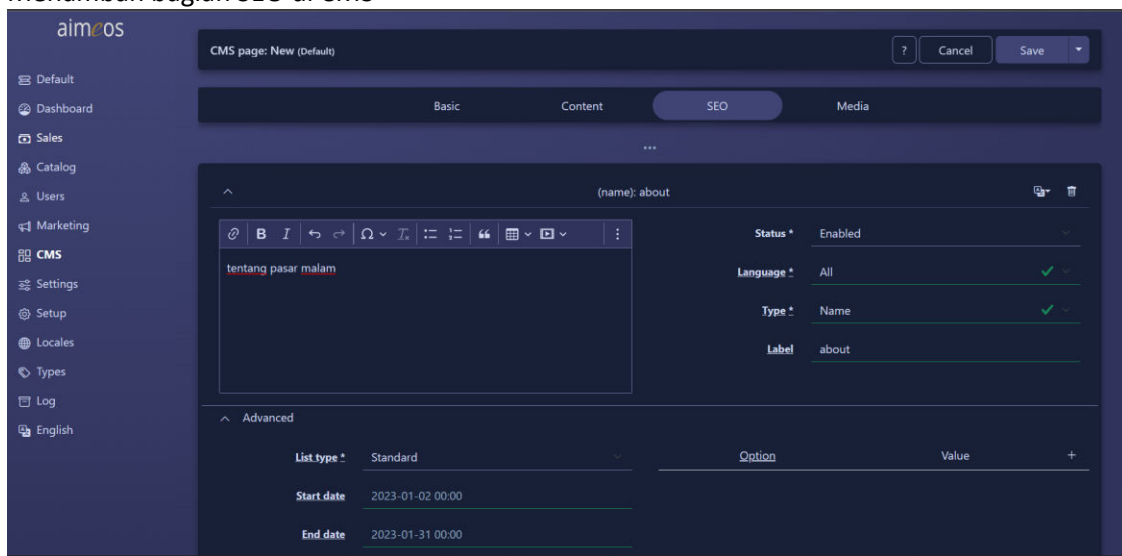 menambah bagian SEO di cms
aimeos
CMS page: New (Default)
?
Cancel
Save
Default
Dashboard
Sales
Catalog
Users
Marketing
CMS
Settings
Setup
Locales
Types
Log
English
Basic
Content
SEO
Media
...
(name): about
tentang pasar malam
Status *
Enabled
Language *
All
Type *
Name
Label
about
Advanced
List type *
Standard
Start date
2023-01-02 00:00
End date
2023-01-31 00:00
Option
Value
+